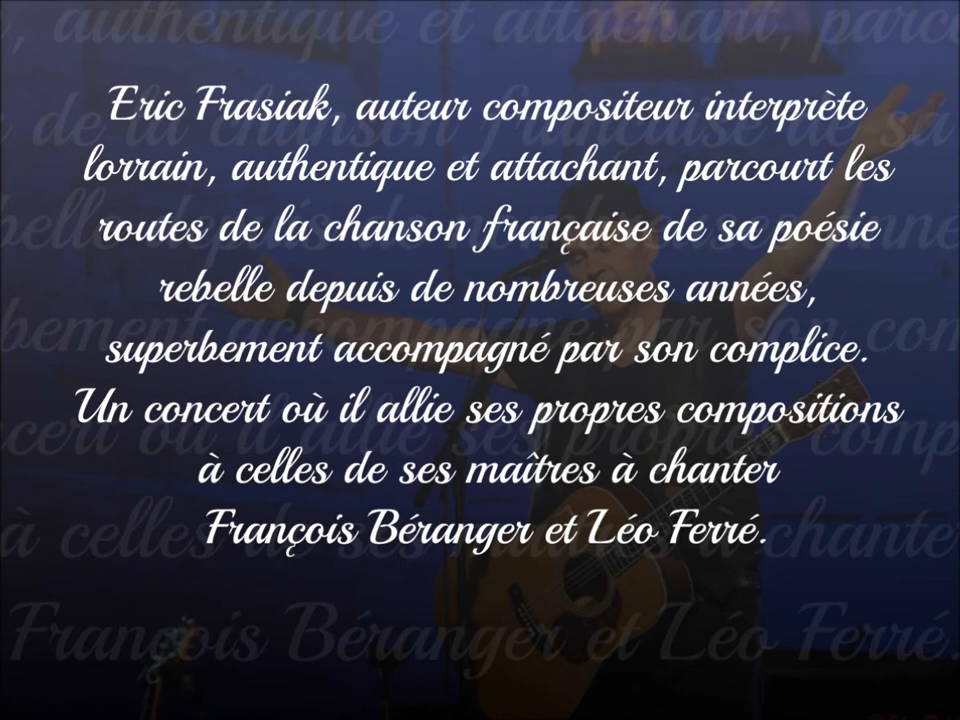 Eric Frasiak, auteur compositeur interprète
lorrain, authentique et attachant, parcourt les
routes de la chanson française de sa poésie
rebelle depuis de nombreuses années,
superbement accompagné par son complice.
Un concert où il allie ses propres compositions
à celles de ses maîtres à chanter
François Béranger et Léo Ferré.